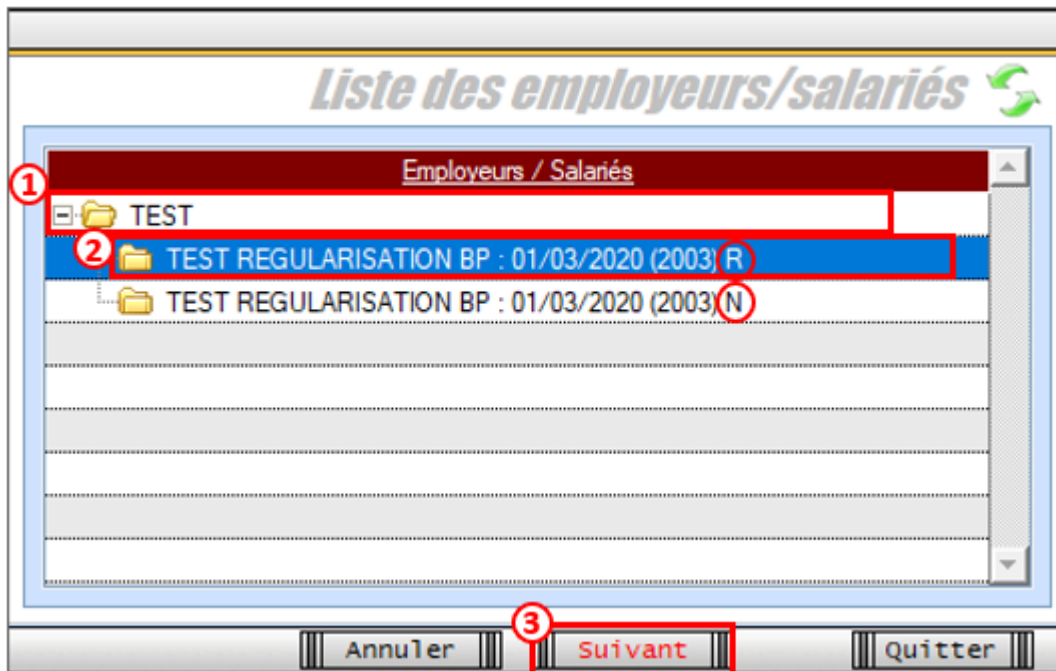 Liste des employeurs/salariés
Employeurs / Salariés
1
TEST
2
TEST REGULARISATION BP : 01/03/2020 (2003) R
TEST REGULARISATION BP : 01/03/2020 (2003) N
3
Annuler Suivant Quitter